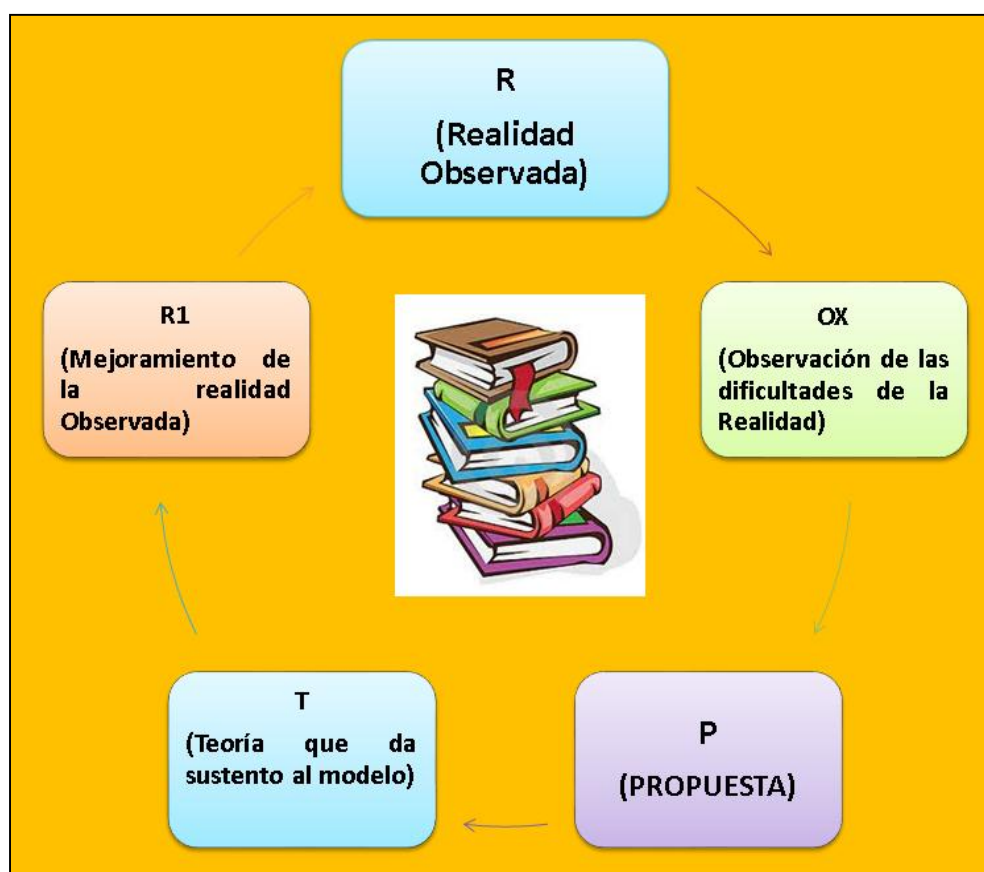 R
(Realidad
Observada)
OX
(Observación de las
dificultades de la
Realidad)
P
(PROPUESTA)
T
(Teoría que da
sustento al modelo)
R1
(Mejoramiento de
la realidad
Observada)